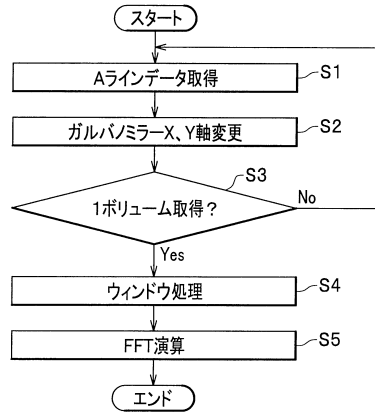 スタート
Aラインデータ取得
S1
ガルバノミラーX、Y軸変更
S2
S3
1ボリューム取得？
No
Yes
ウィンドウ処理
S4
FFT演算
S5
エンド